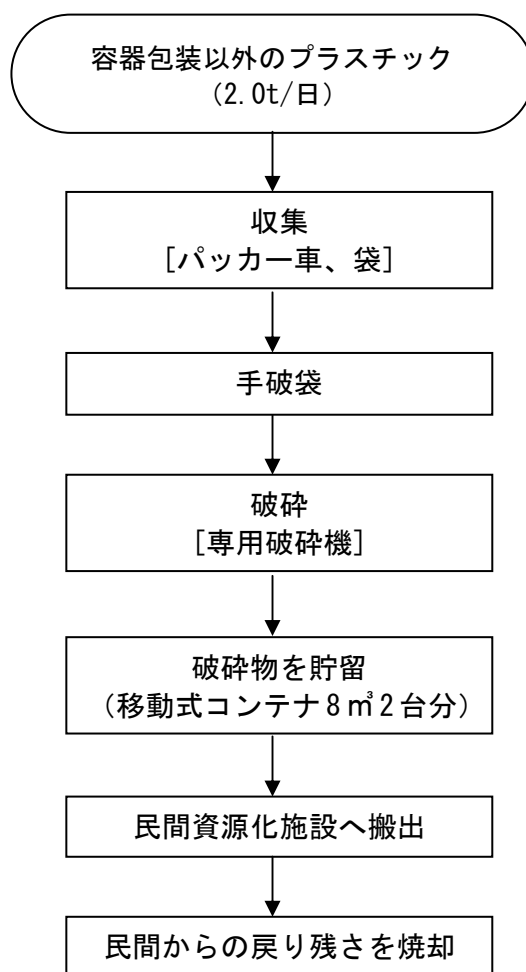 容器包装以外のプラスチック
(2.0t/日)
収集
[パッカー車、袋]
手破袋
破砕
[専用破砕機]
破砕物を貯留
(移動式コンテナ8㎥2台分)
民間資源化施設へ搬出
民間からの戻り残さを焼却